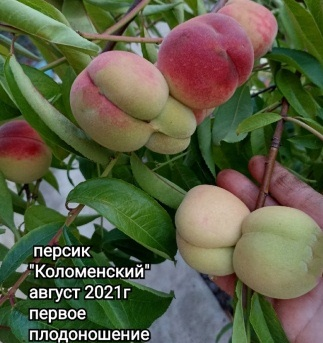 персик
"Коломенский"
август 2021г
первое
плодоношение